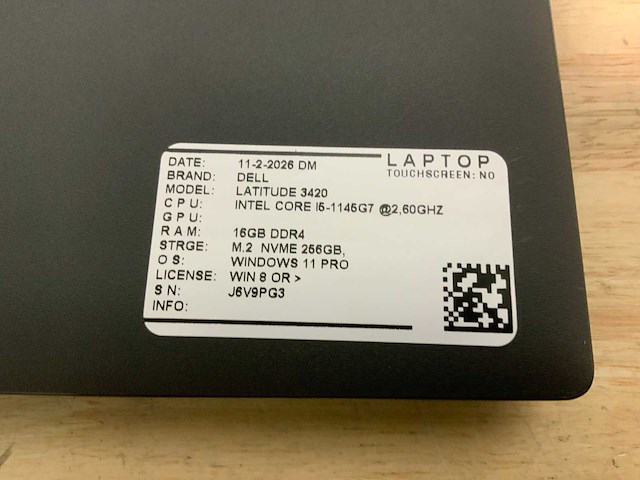 LAPTOP
TOUCHSCREEN: NO
DATE: 11-2-2026 DM
BRAND: DELL
MODEL: LATITUDE 3420
CPU: INTEL CORE I5-1145G7 @2,60GHZ
GPU:
RAM: 16GB DDR4
STRGE: M.2 NVME 256GB,
OS: WINDOWS 11 PRO
LICENSE: WIN 8 OR >
SN: J6V9PG3
INFO: